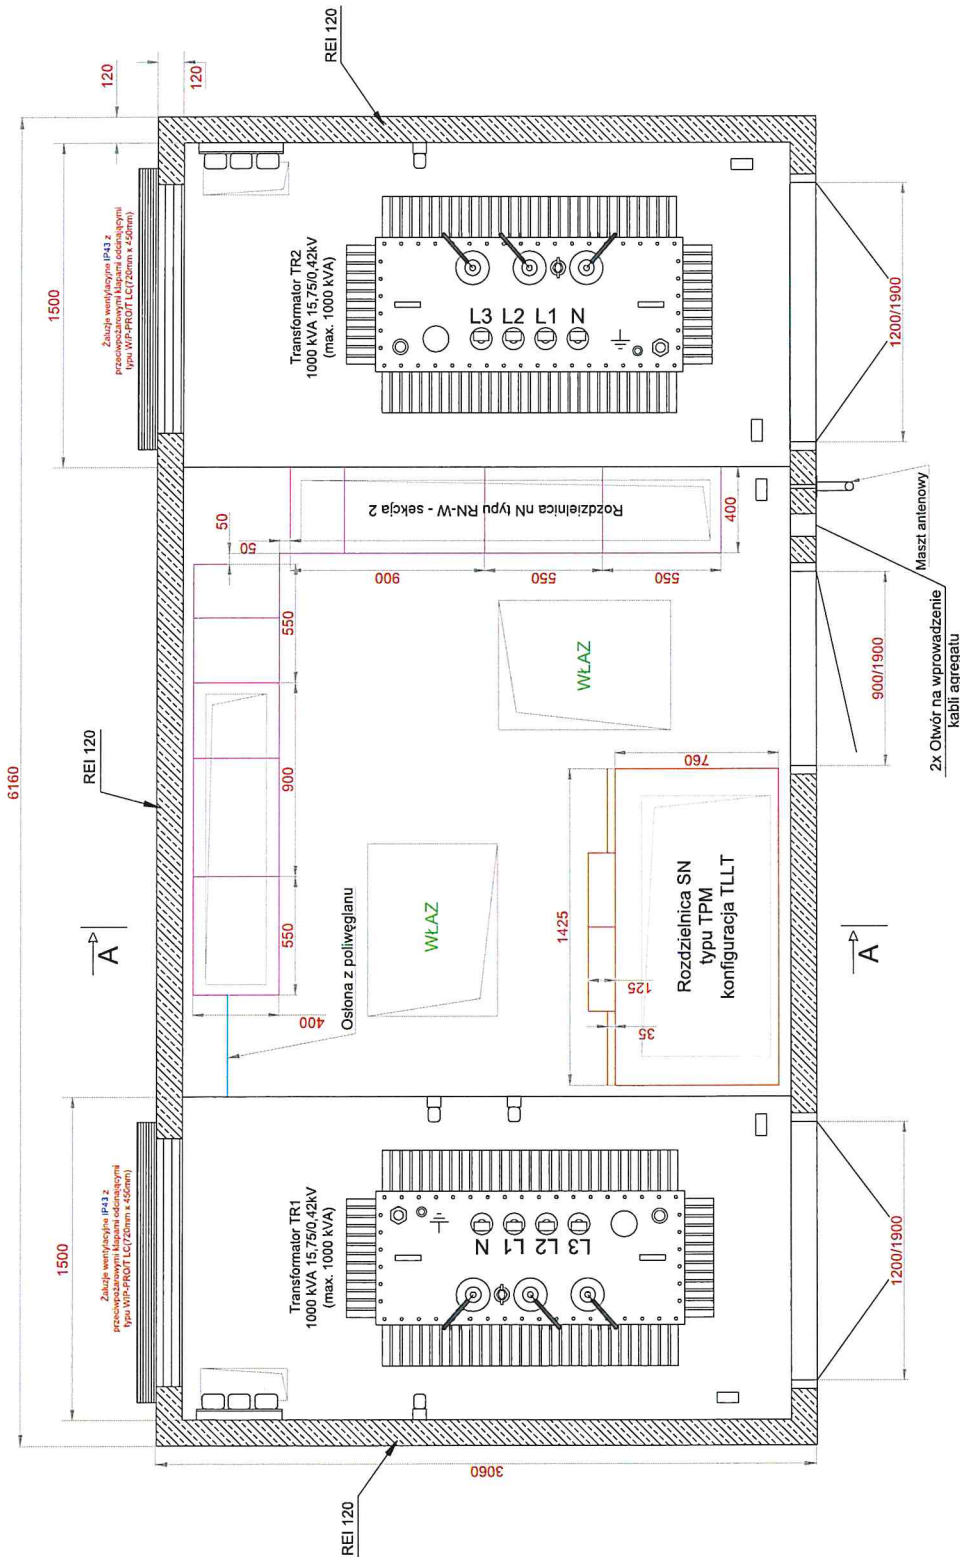 6160
3060
120
120
REI 120
REI 120
REI 120
1500
1500
Żaluzje wentylacyjne IP43 z
przeciwpożarowymi klapami odcinającymi
typu WIP-PRO/T LC(720mm x 450mm)
Transformator TR2
1000 kVA 15,75/0,42kV
(max. 1000 kVA)
L3 L2 L1 N
1200/1900
Rozdzielnica nN typu RN-W - sekcja 2
50
50
400
900
550
550
550
900
550
400
WŁAZ
WŁAZ
Osłona z poliwęglanu
A
A
1425
125
35
760
Rozdzielnica SN
typu TPM
konfiguracja TLLT
900/1900
Maszt antenowy
2x Otwór na wprowadzenie
kabli agregatu
Żaluzje wentylacyjne IP43 z
przeciwpożarowymi klapami odcinającymi
typu WIP-PRO/T LC(720mm x 450mm)
Transformator TR1
1000 kVA 15,75/0,42kV
(max. 1000 kVA)
L3 L2 L1 N
1200/1900